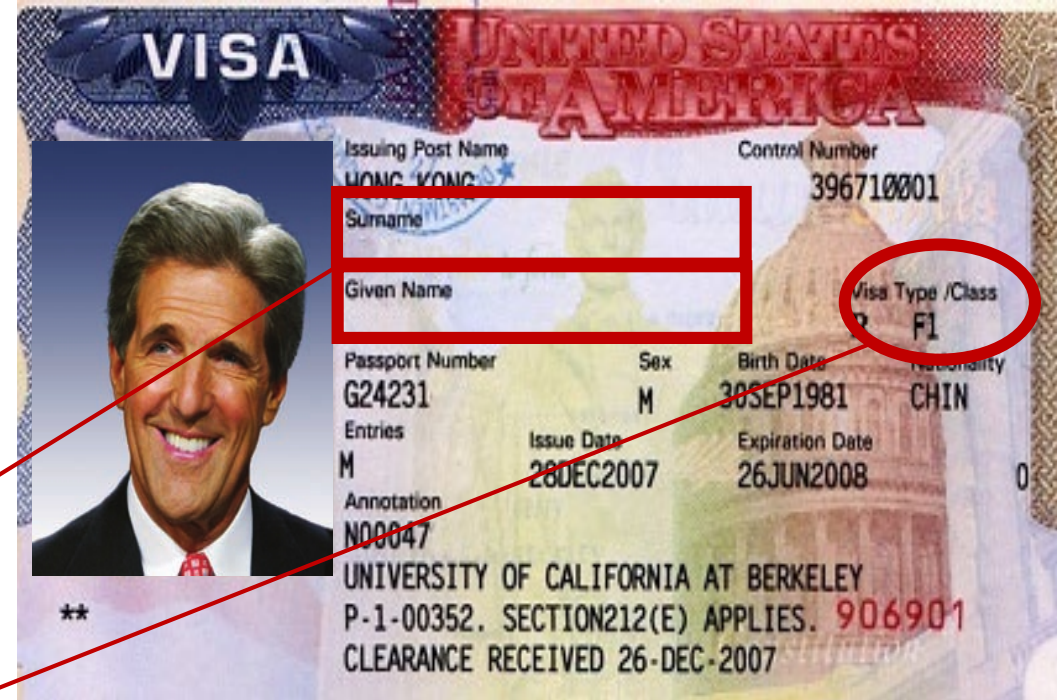 VISA
UNITED STATES
OF AMERICA
Issuing Post Name Control Number
HONG KONG 396710001
Surname
Given Name
Visa Type /Class
R F1
Passport Number Sex Birth Date Nationality
G24231 M 30SEP1981 CHIN
Entries Issue Date Expiration Date
M 28DEC2007 26JUN2008 0
Annotation
N00047
UNIVERSITY OF CALIFORNIA AT BERKELEY
** P-1-00352. SECTION212(E) APPLIES. 906901
CLEARANCE RECEIVED 26-DEC-2007